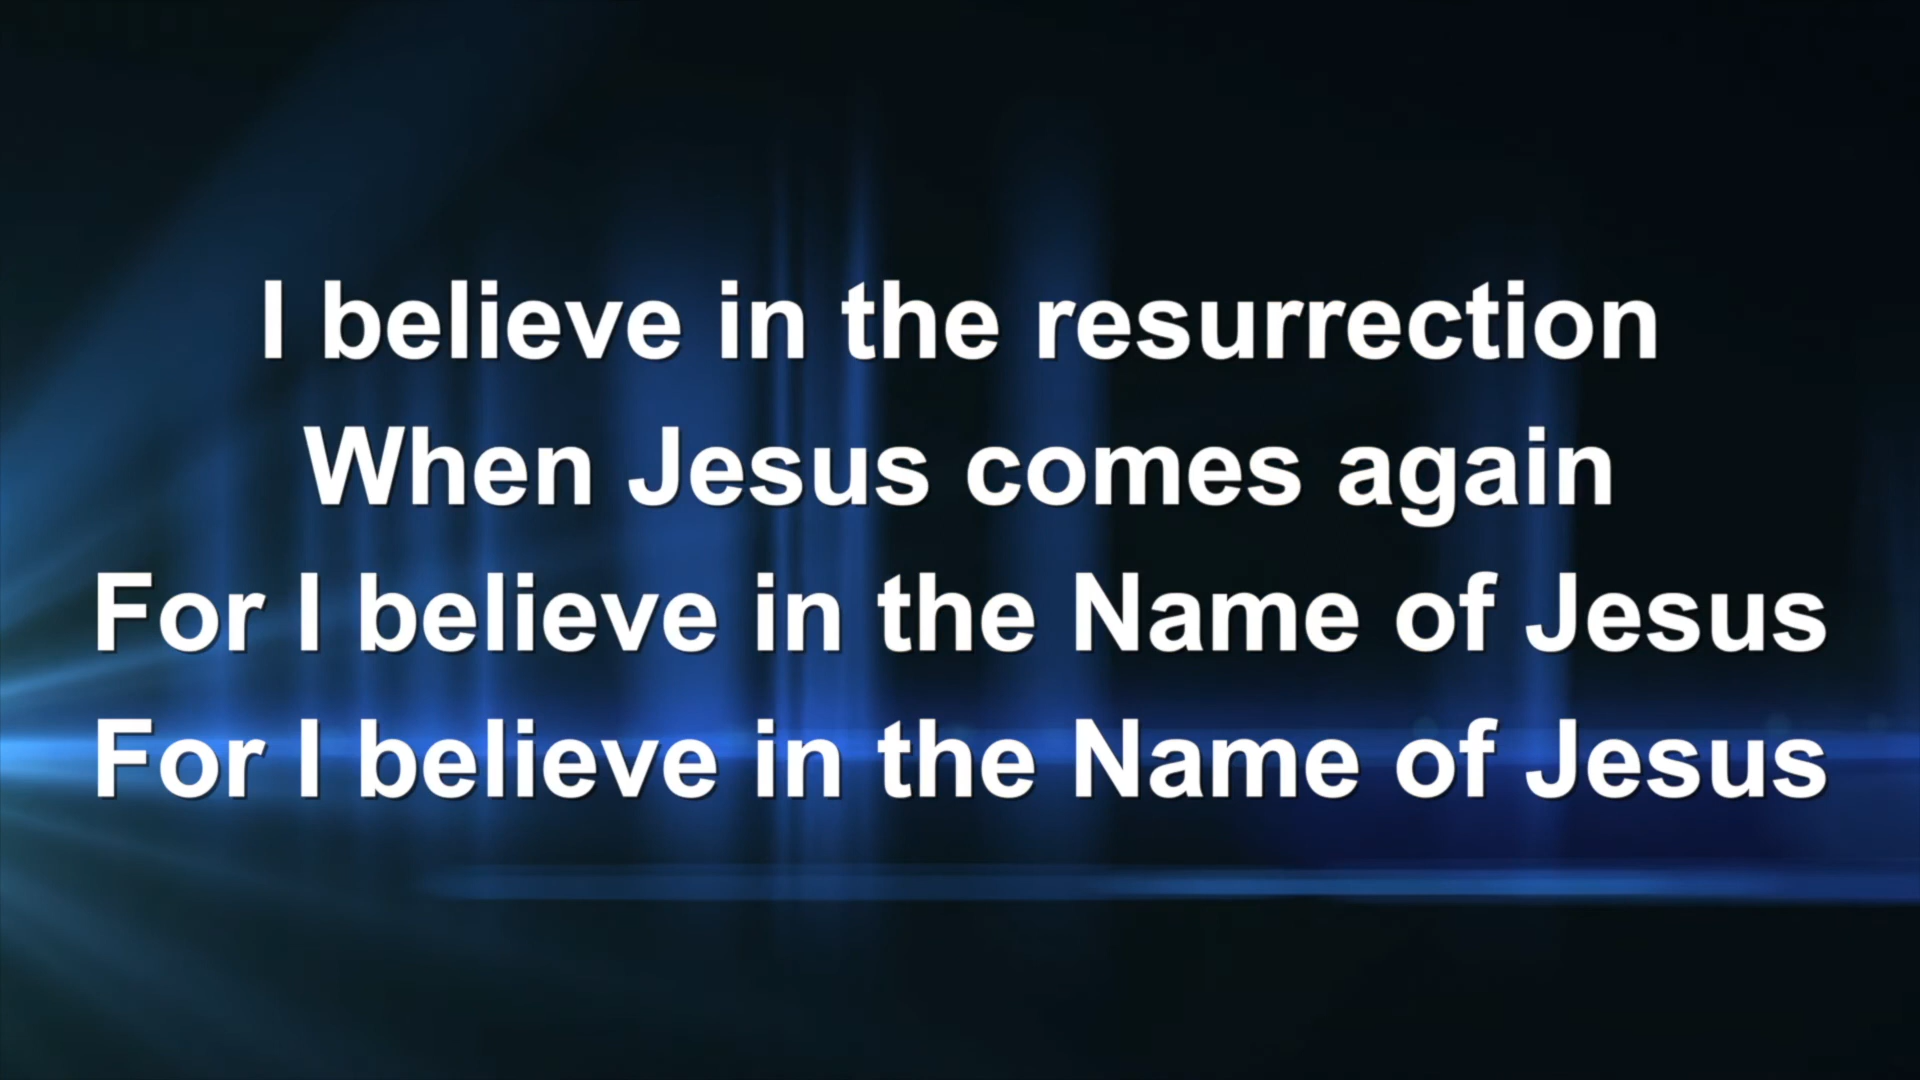 I believe in the resurrection
When Jesus comes again
For I believe in the Name of Jesus
For I believe in the Name of Jesus